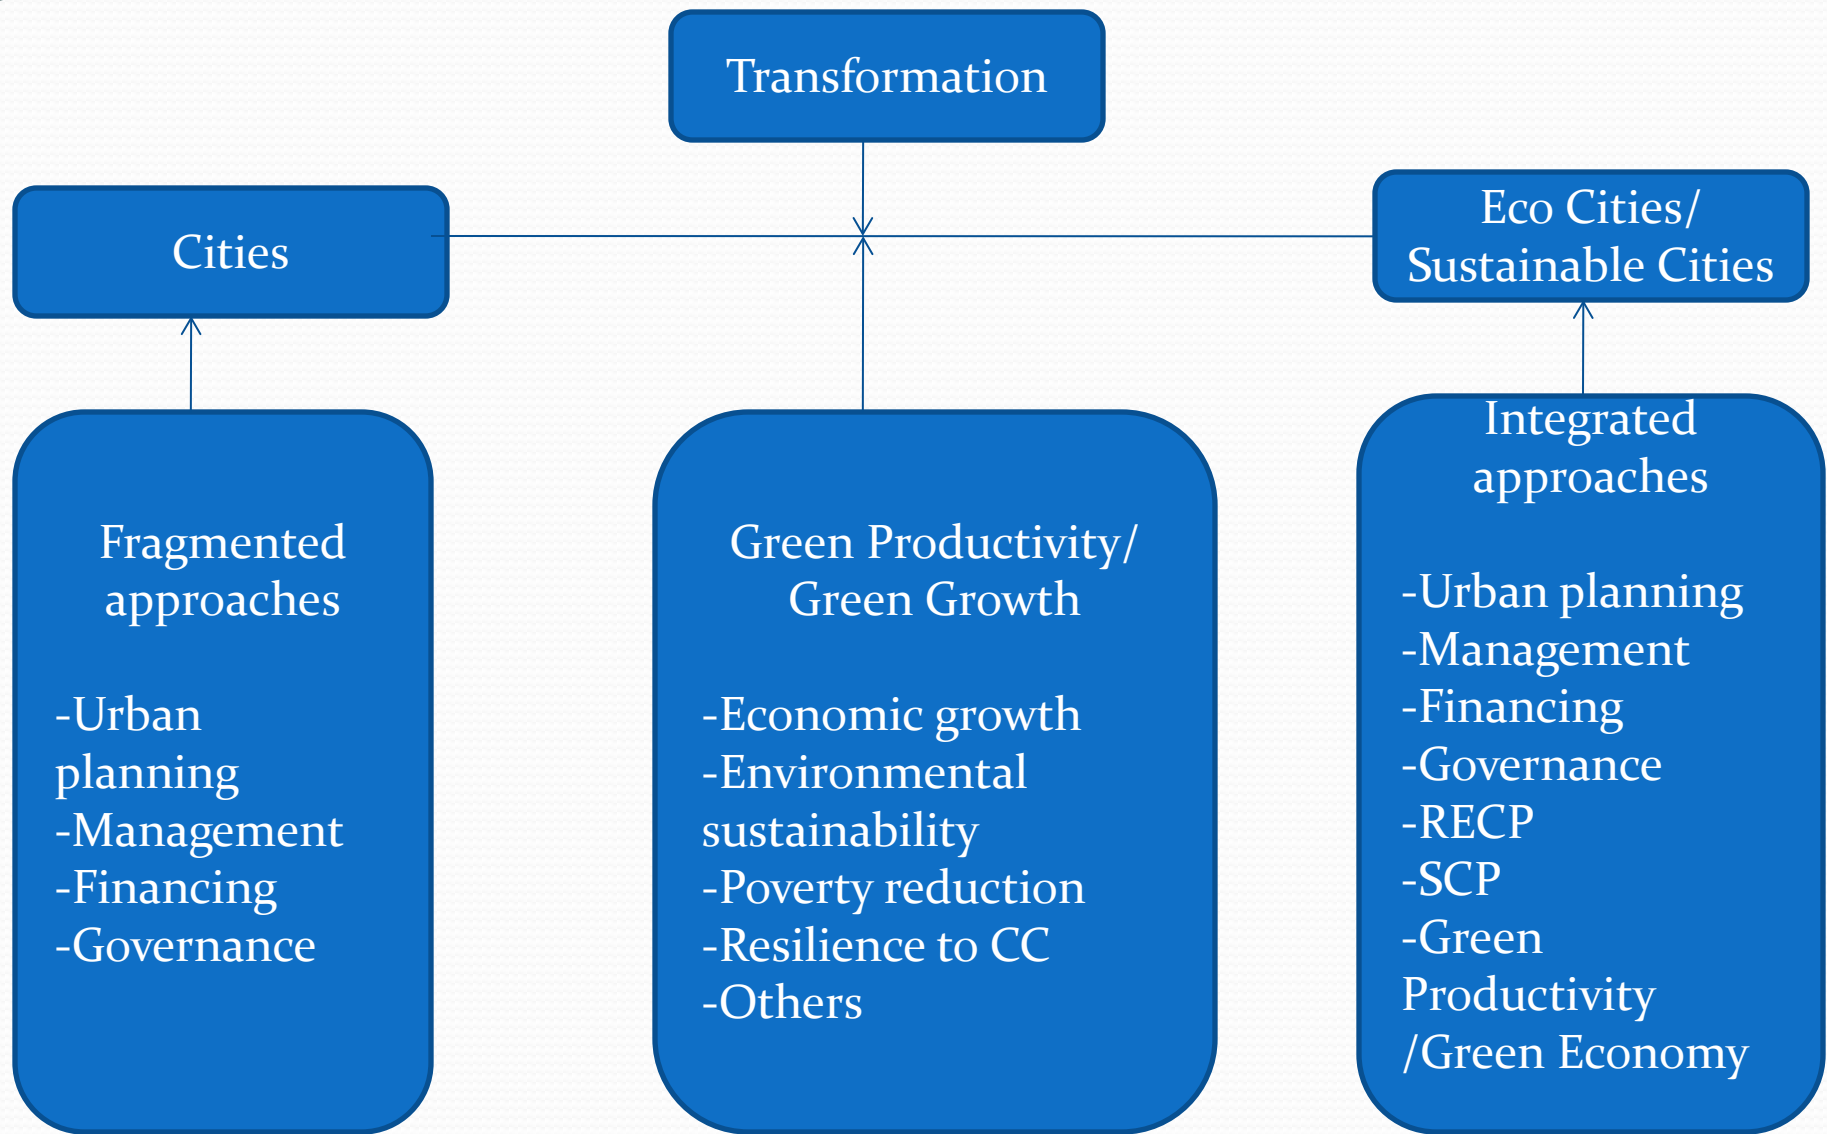 Transformation
Cities
Eco Cities/
Sustainable Cities
Fragmented
approaches
-Urban
planning
-Management
-Financing
-Governance
Green Productivity/
Green Growth
-Economic growth
-Environmental
sustainability
-Poverty reduction
-Resilience to CC
-Others
Integrated
approaches
-Urban planning
-Management
-Financing
-Governance
-RECP
-SCP
-Green
Productivity
/Green Economy